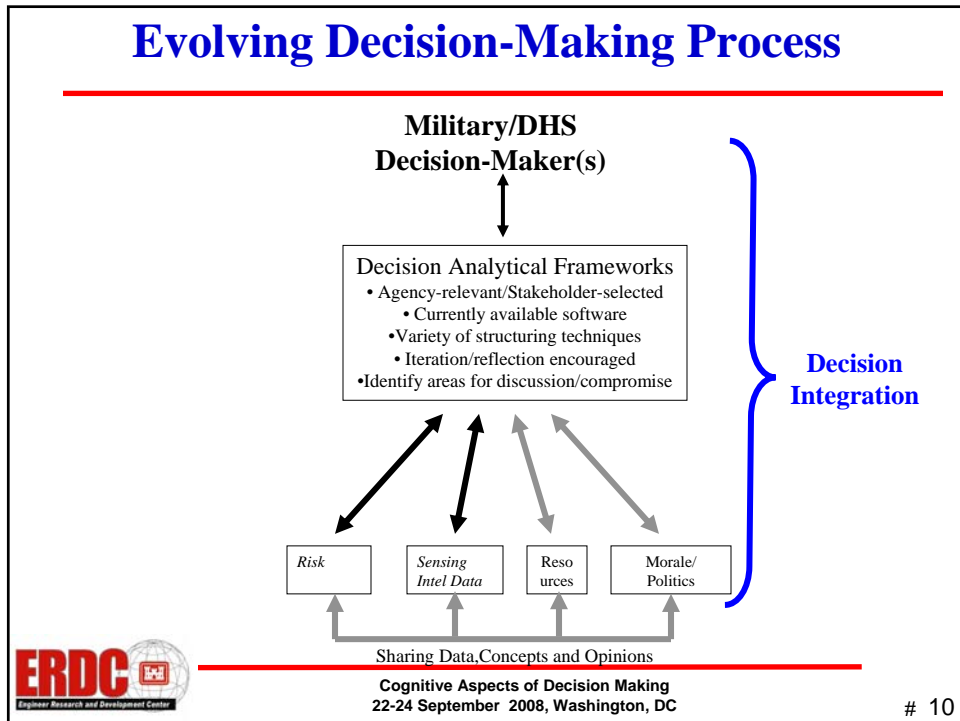 Evolving Decision-Making Process
Military/DHS
Decision-Maker(s)
Decision Analytical Frameworks
• Agency-relevant/Stakeholder-selected
• Currently available software
•Variety of structuring techniques
• Iteration/reflection encouraged
•Identify areas for discussion/compromise
Decision
Integration
Risk
Sensing
Intel Data
Reso
urces
Morale/
Politics
Sharing Data,Concepts and Opinions
ERDC
Engineer Research and Development Center
Cognitive Aspects of Decision Making
22-24 September 2008, Washington, DC
# 10